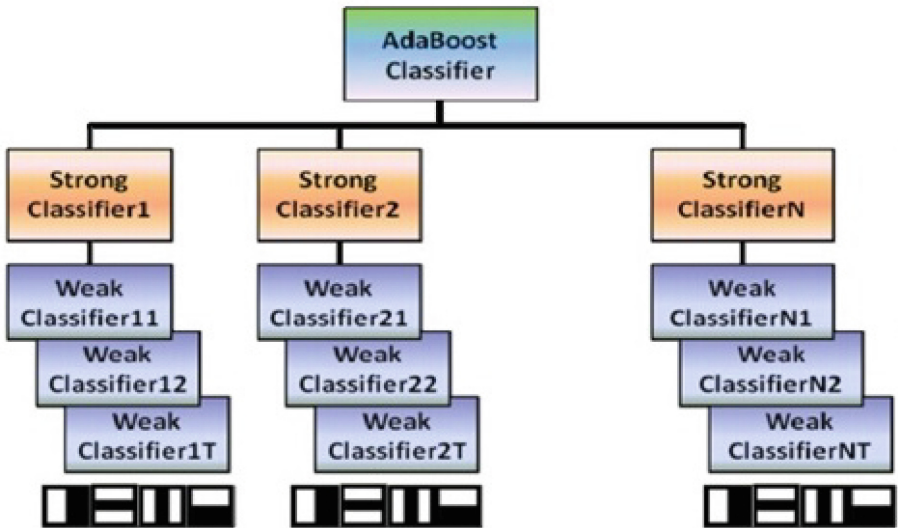 AdaBoost
Classifier
Strong
Classifier1
Strong
Classifier2
Strong
ClassifierN
Weak
Classifier11
Weak
Classifier12
Weak
Classifier1T
Weak
Classifier21
Weak
Classifier22
Weak
Classifier2T
Weak
ClassifierN1
Weak
ClassifierN2
Weak
ClassifierNT